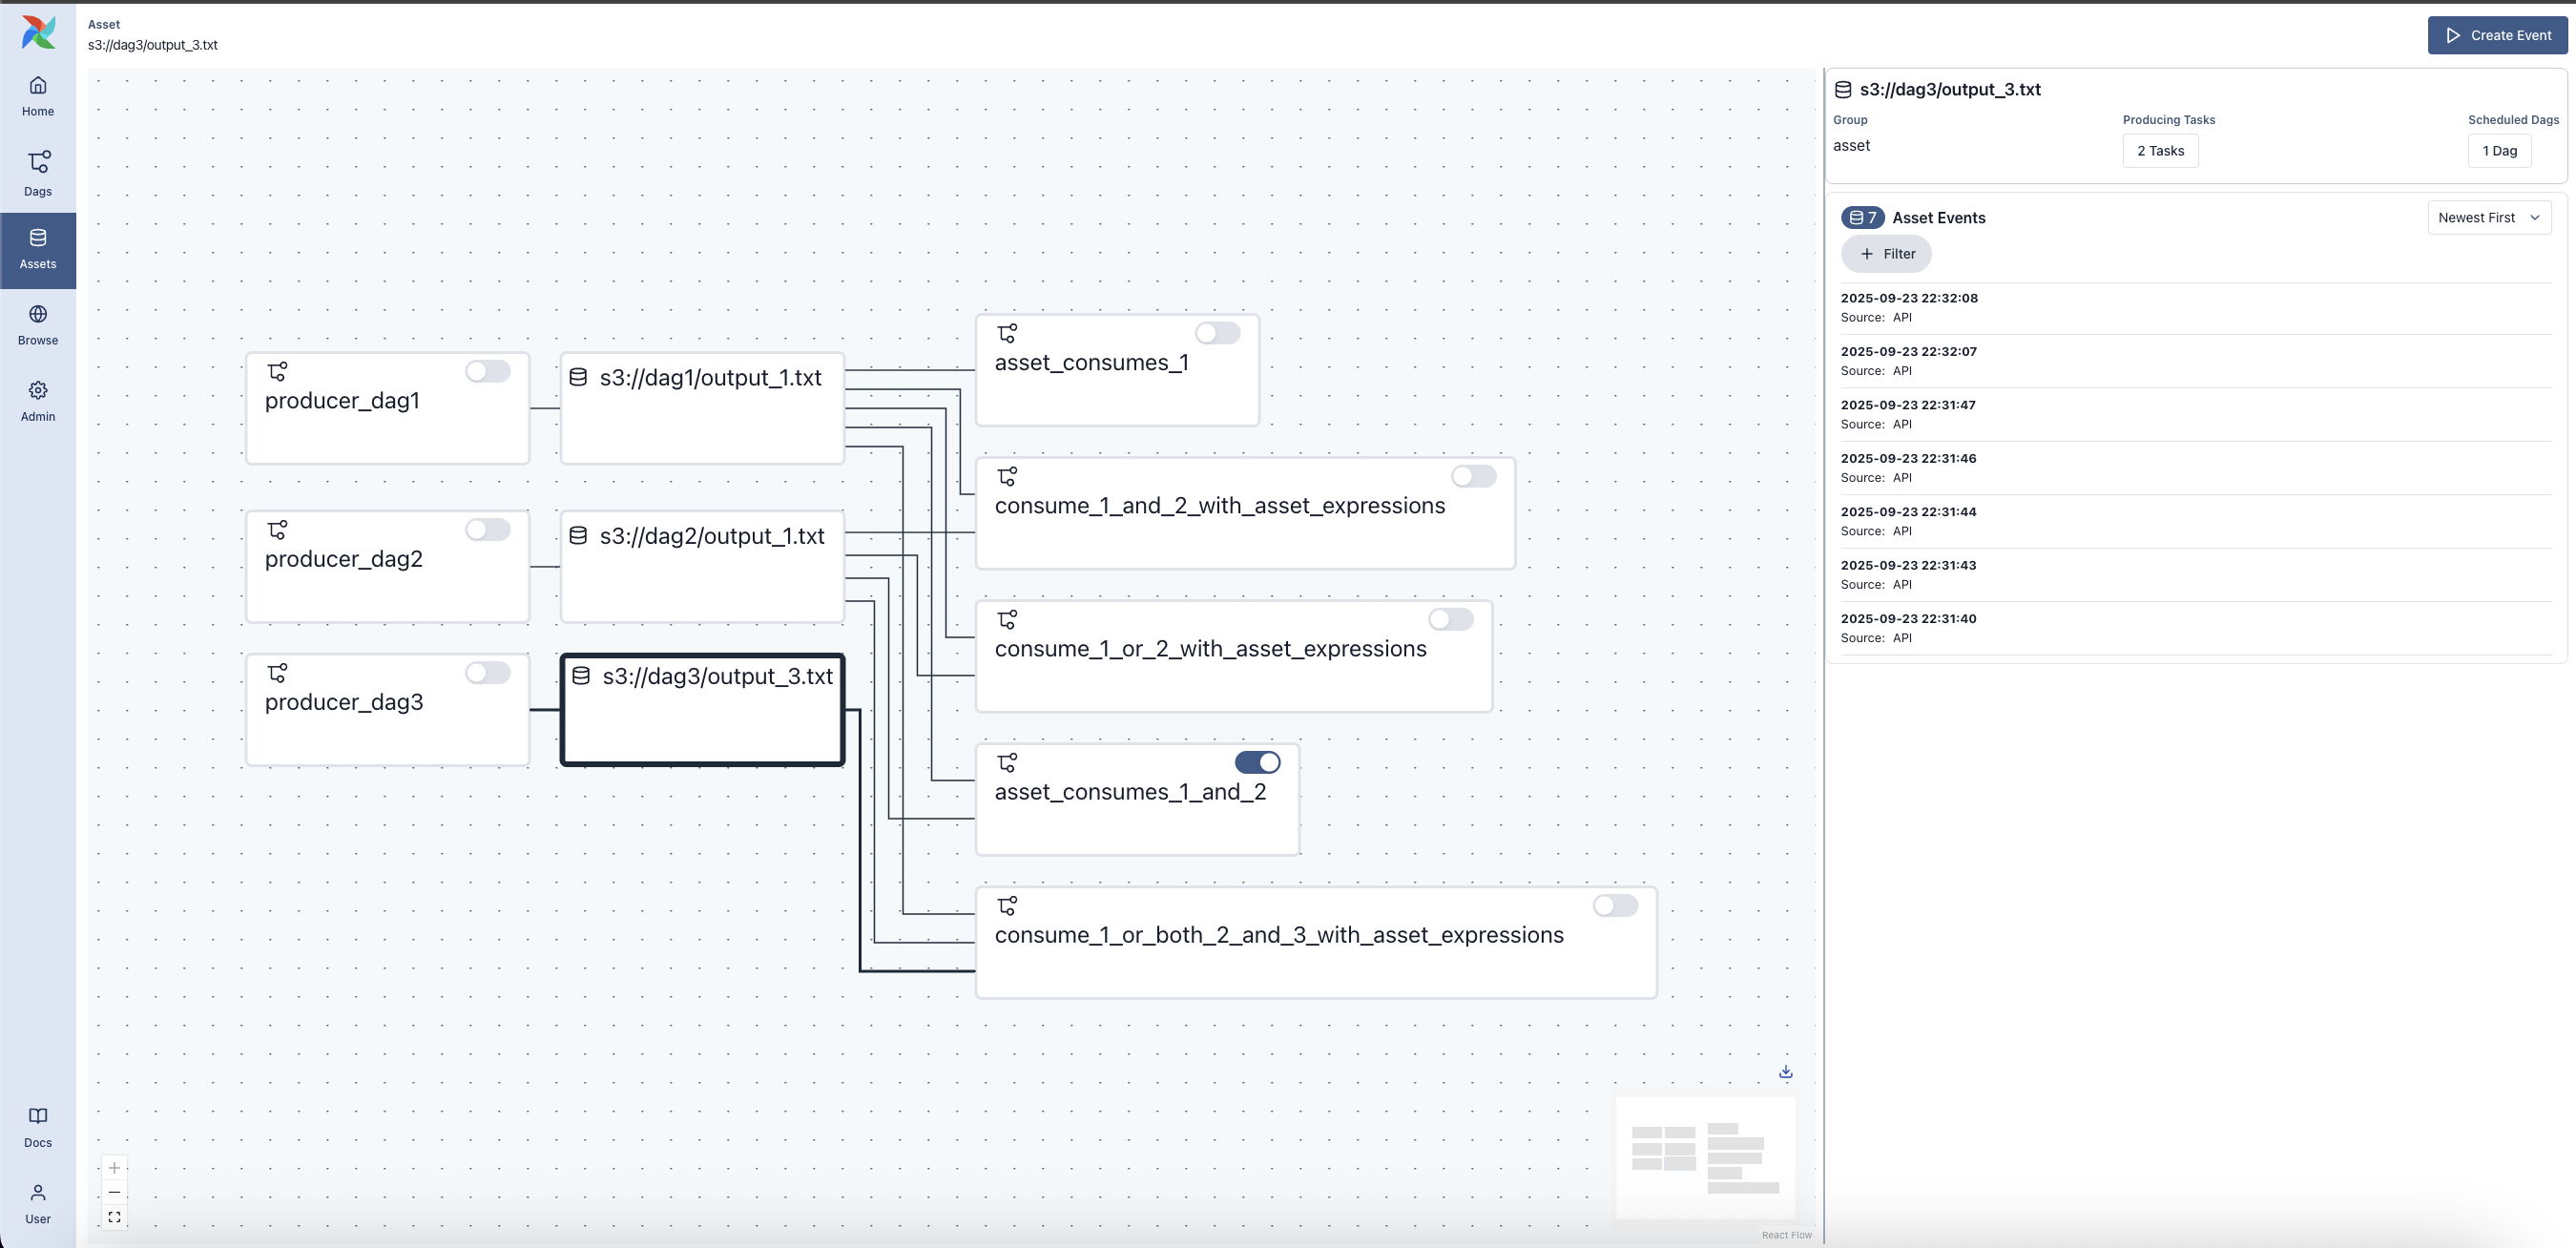 Asset
s3://dag3/output_3.txt
Create Event
Home
Dags
Assets
Browse
Admin
Docs
User
producer_dag1
s3://dag1/output_1.txt
asset_consumes_1
consume_1_and_2_with_asset_expressions
producer_dag2
s3://dag2/output_1.txt
consume_1_or_2_with_asset_expressions
producer_dag3
s3://dag3/output_3.txt
asset_consumes_1_and_2
consume_1_or_both_2_and_3_with_asset_expressions
React Flow
s3://dag3/output_3.txt
Group
Producing Tasks
Scheduled Dags
asset
2 Tasks
1 Dag
7 Asset Events
Newest First
Filter
2025-09-23 22:32:08
Source: API
2025-09-23 22:32:07
Source: API
2025-09-23 22:31:47
Source: API
2025-09-23 22:31:46
Source: API
2025-09-23 22:31:44
Source: API
2025-09-23 22:31:43
Source: API
2025-09-23 22:31:40
Source: API